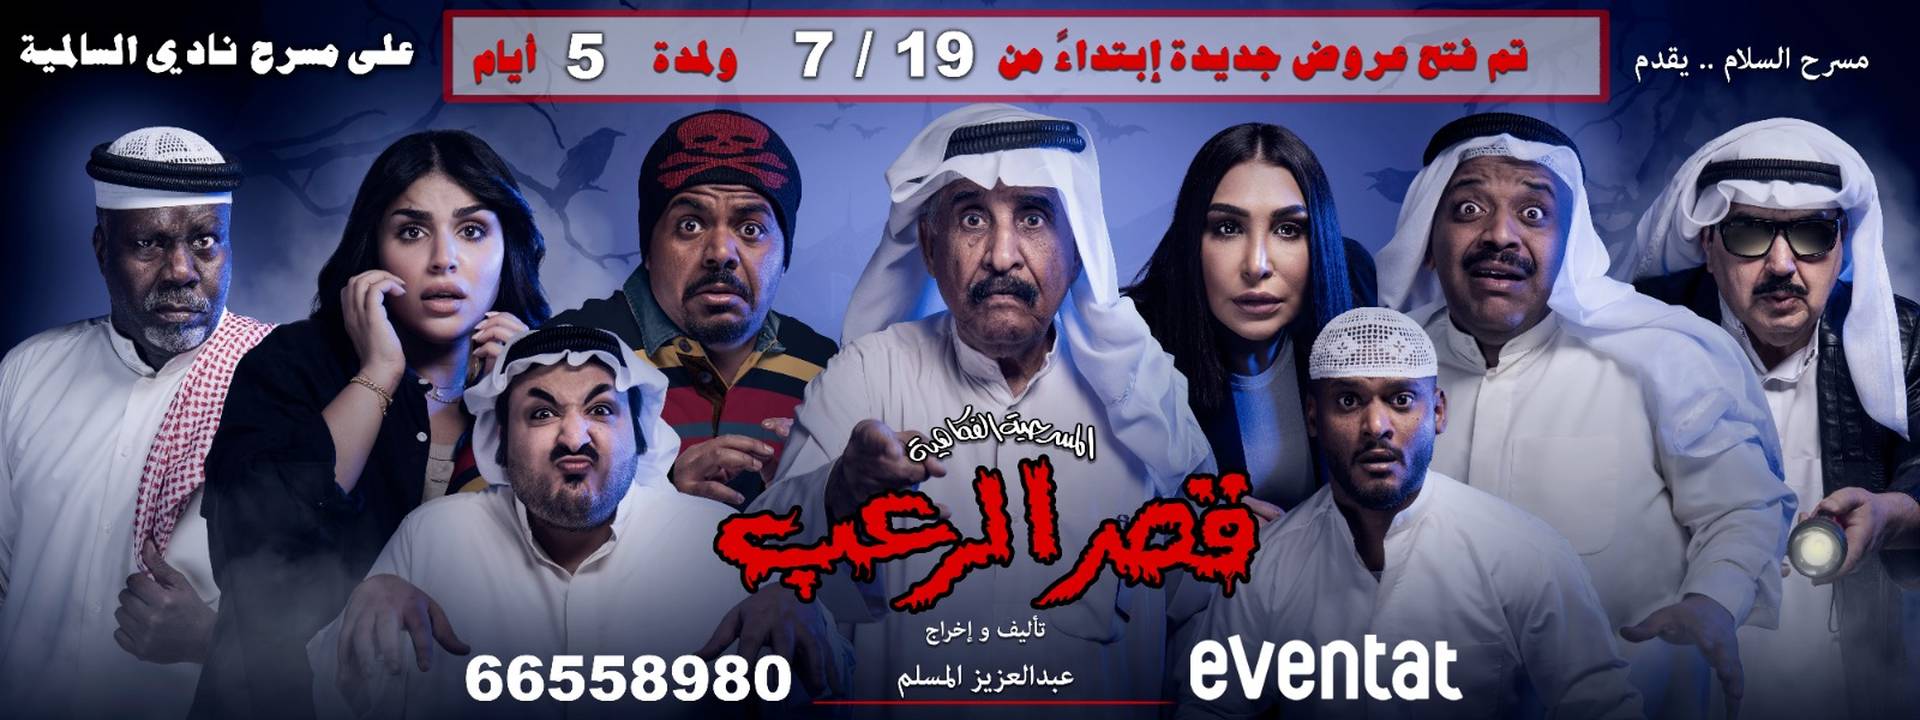 مسرح السلام .. يقدم
تم فتح عروض جديدة إبتداءً من 19 / 7 ولمدة 5 أيام
على مسرح نادي السالمية
المسرحية الفكاهية
قصر الرعب
تأليف و إخراج
عبدالعزيز المسلم
66558980
eventat